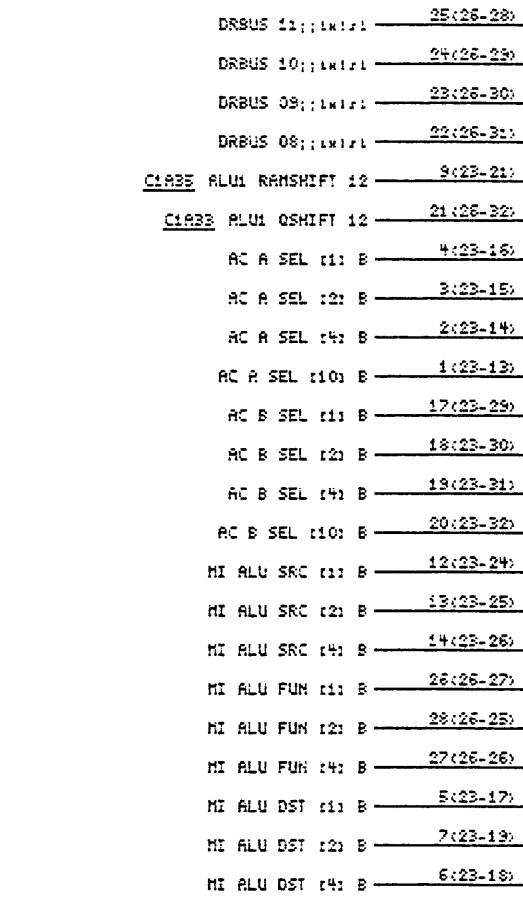 DRBUS 11;;ixiri 25(26-28)
DRBUS 10;;ixiri 24(26-29)
DRBUS 09;;ixiri 23(26-30)
DRBUS 08;;ixiri 22(26-31)
C1A35 ALU1 RAMSHIFT 12 9(23-21)
C1A33 ALU1 QSHIFT 12 21(26-32)
AC A SEL [1] B 4(23-16)
AC A SEL [2] B 3(23-15)
AC A SEL [4] B 2(23-14)
AC A SEL [10] B 1(23-13)
AC B SEL [1] B 17(23-29)
AC B SEL [2] B 18(23-30)
AC B SEL [4] B 19(23-31)
AC B SEL [10] B 20(23-32)
MI ALU SRC [1] B 12(23-24)
MI ALU SRC [2] B 13(23-25)
MI ALU SRC [4] B 14(23-26)
MI ALU FUN [1] B 26(26-27)
MI ALU FUN [2] B 28(26-25)
MI ALU FUN [4] B 27(26-26)
MI ALU DST [1] B 5(23-17)
MI ALU DST [2] B 7(23-19)
MI ALU DST [4] B 6(23-18)